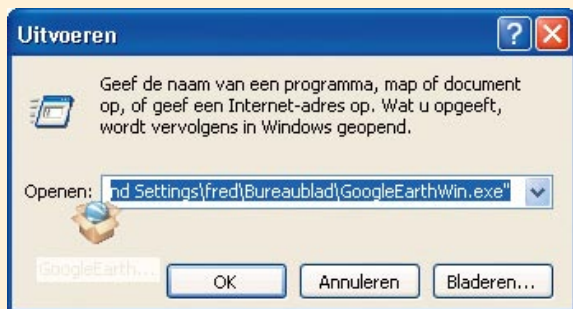 Uitvoeren
Geef de naam van een programma, map of document
op, of geef een Internet-adres op. Wat u opgeeft,
wordt vervolgens in Windows geopend.
Openen: nd Settings\fred\Bureaublad\GoogleEarthWin.exe"
GoogleEarth...
OK Annuleren Bladeren...